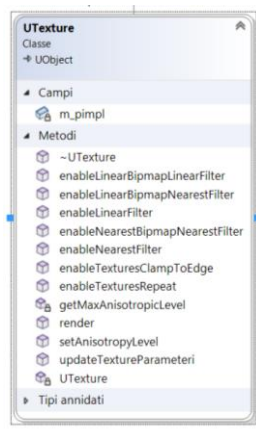 UTexture
Classe
UObject
Campi
m_pimpl
Metodi
~UTexture
enableLinearBipmapLinearFilter
enableLinearBipmapNearestFilter
enableLinearFilter
enableNearestBipmapNearestFilter
enableNearestFilter
enableTexturesClampToEdge
enableTexturesRepeat
getMaxAnisotropicLevel
render
setAnisotropyLevel
updateTextureParameteri
UTexture
Tipi annidati